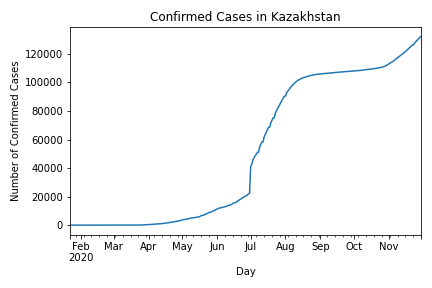 Confirmed Cases in Kazakhstan
Number of Confirmed Cases
120000
100000
80000
60000
40000
20000
0
Feb Mar Apr May Jun Jul Aug Sep Oct Nov
2020
Day